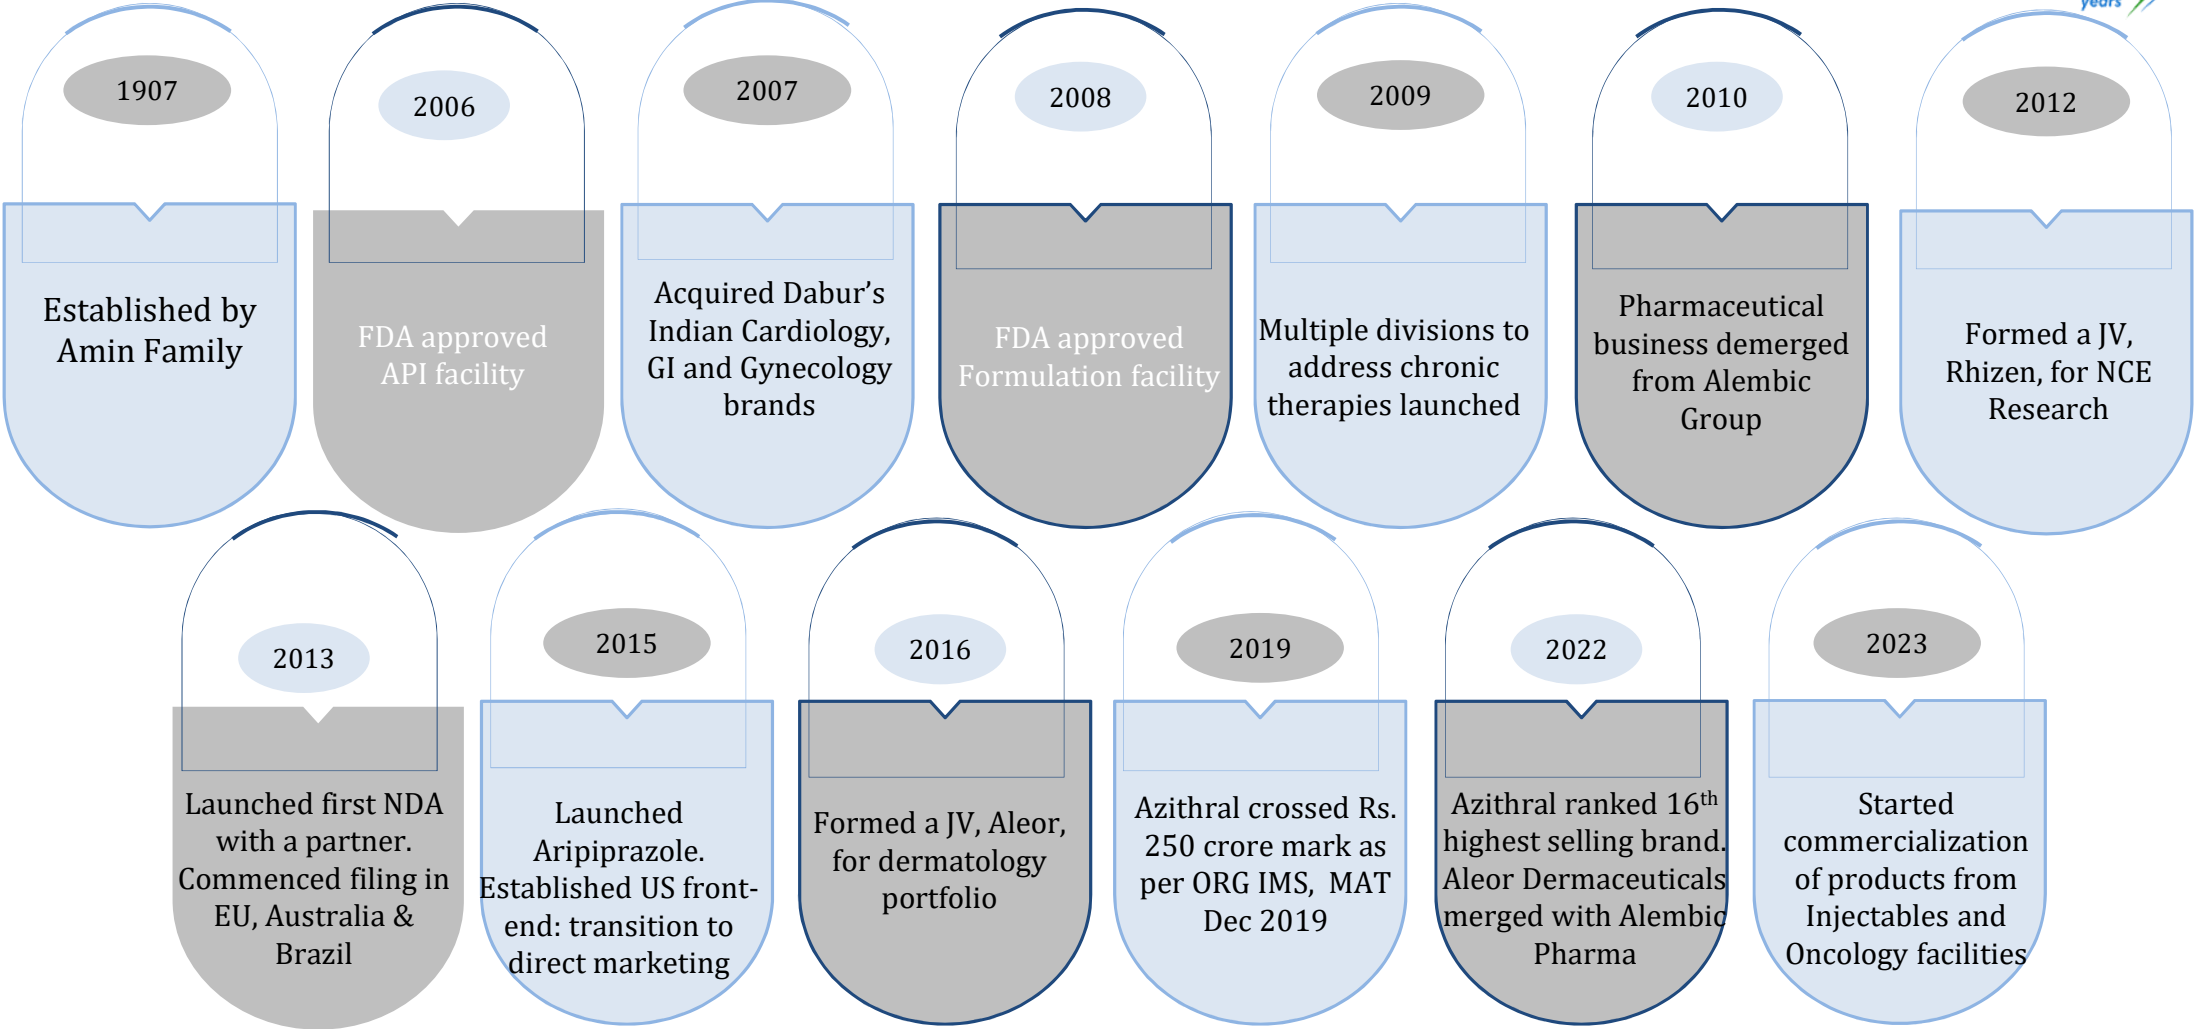 years
1907
Established by
Amin Family
2006
FDA approved
API facility
2007
Acquired Dabur’s
Indian Cardiology,
GI and Gynecology
brands
2008
FDA approved
Formulation facility
2009
Multiple divisions to
address chronic
therapies launched
2010
Pharmaceutical
business demerged
from Alembic
Group
2012
Formed a JV,
Rhizen, for NCE
Research
2013
Launched first NDA
with a partner.
Commenced filing in
EU, Australia &
Brazil
2015
Launched
Aripiprazole.
Established US front-
end: transition to
direct marketing
2016
Formed a JV, Aleor,
for dermatology
portfolio
2019
Azithral crossed Rs.
250 crore mark as
per ORG IMS, MAT
Dec 2019
2022
Azithral ranked 16th
highest selling brand.
Aleor Dermaceuticals
merged with Alembic
Pharma
2023
Started
commercialization
of products from
Injectables and
Oncology facilities